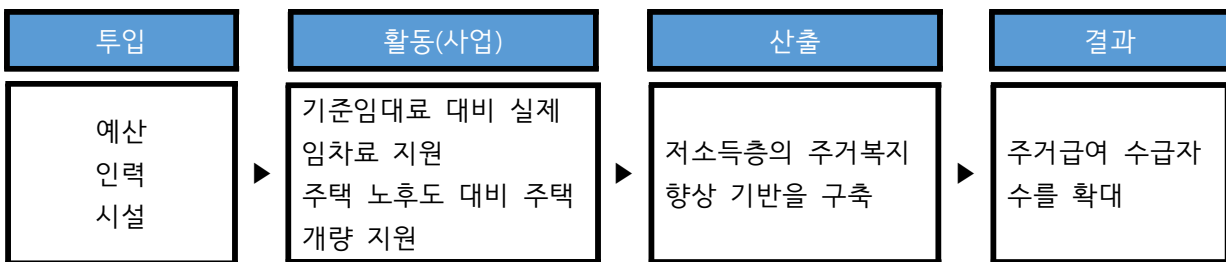 투입
활동(사업)
산출
결과
예산
인력
시설
▶
기준임대료 대비 실제
임차료 지원
주택 노후도 대비 주택
개량 지원
▶
저소득층의 주거복지
향상 기반을 구축
▶
주거급여 수급자
수를 확대